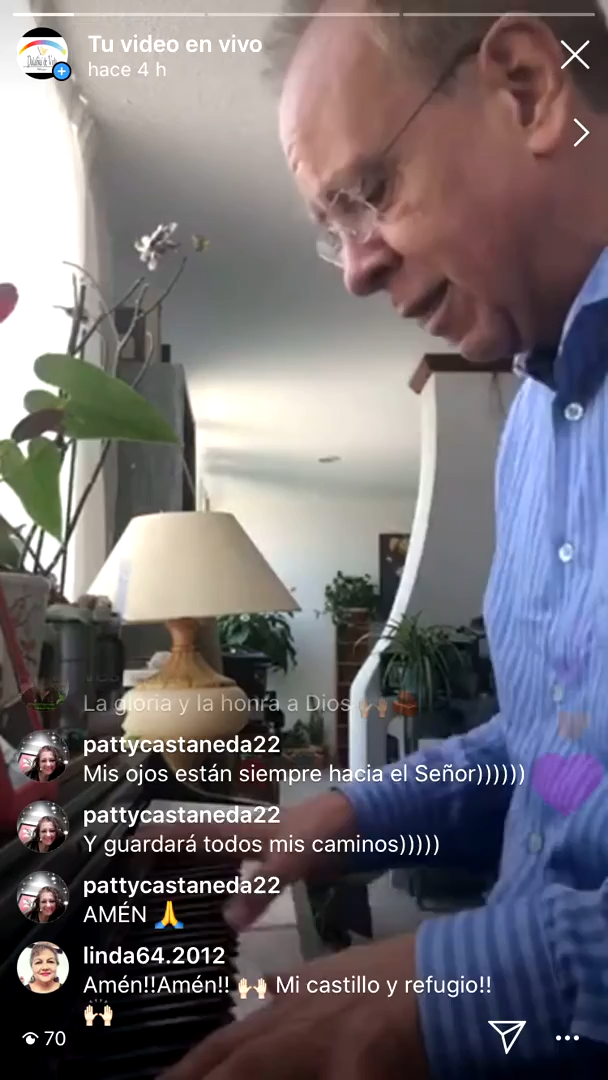 Tu video en vivo
hace 4 h
La gloria y la honra a Dios 🙌🏻
pattycastaneda22
Mis ojos están siempre hacia el Señor))))))
pattycastaneda22
Y guardará todos mis caminos)))))
pattycastaneda22
AMÉN 🙏
linda64.2012
Amén!!Amén!! 🙌🏻 Mi castillo y refugio!!
🙌🏻
70